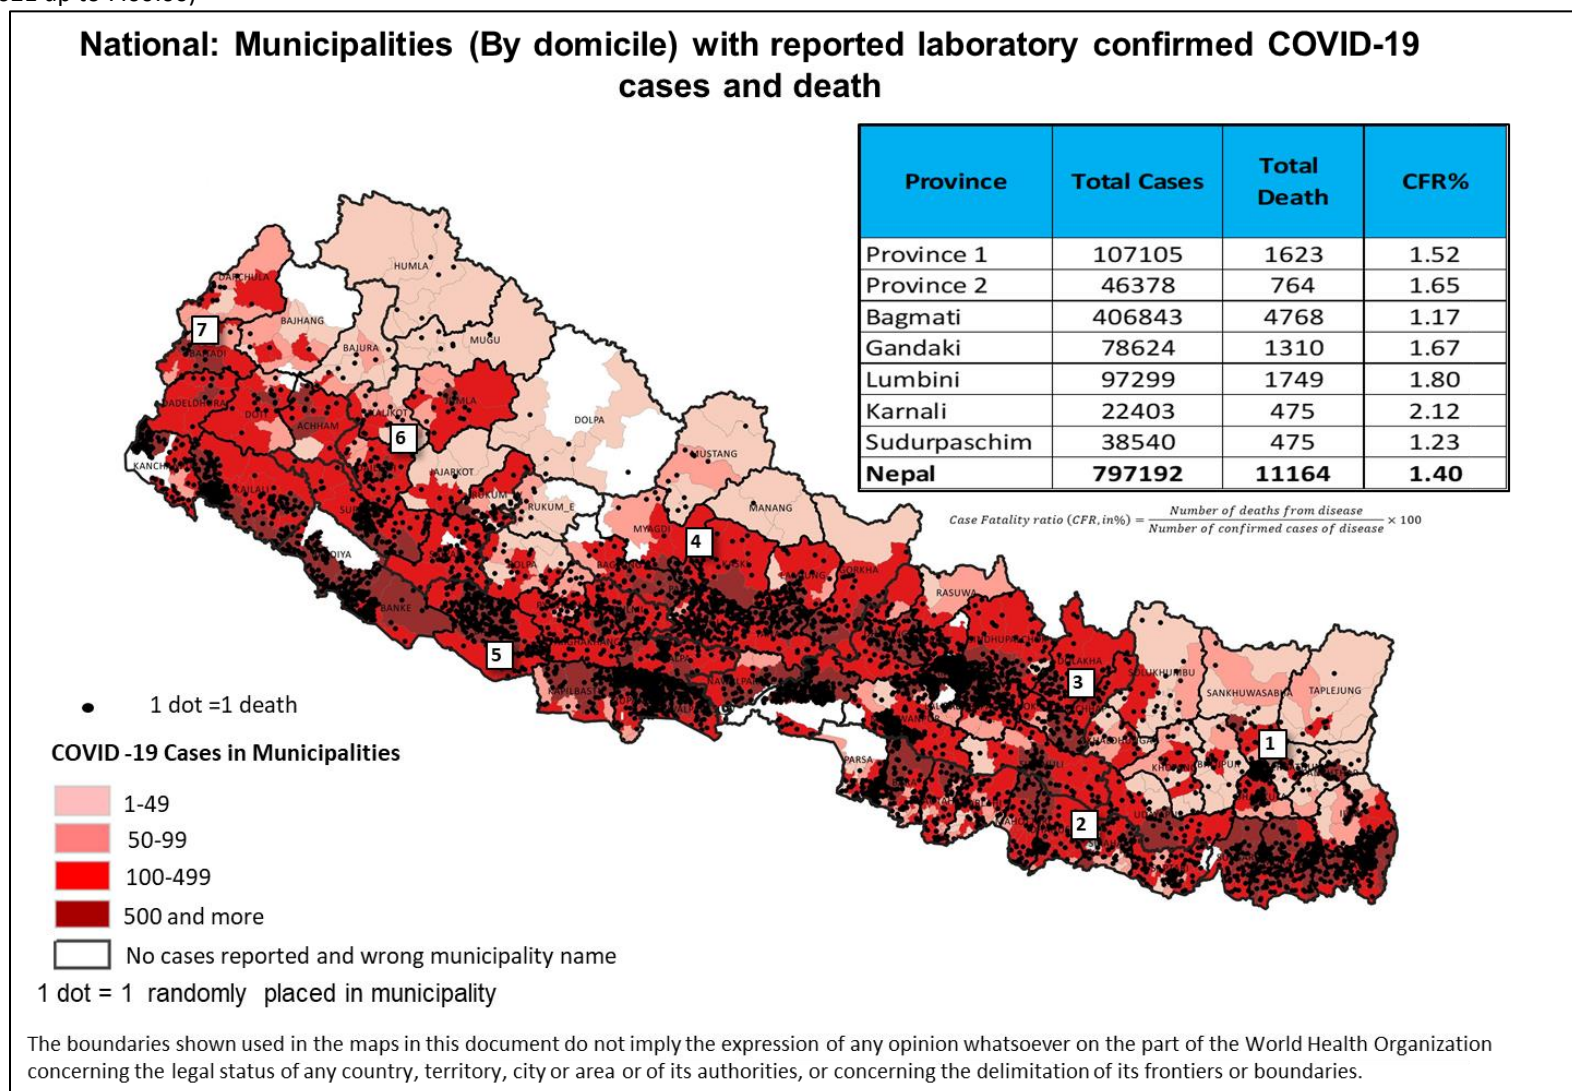 National: Municipalities (By domicile) with reported laboratory confirmed COVID-19
cases and death
Province Total Cases Total Death CFR%
Province 1 107105 1623 1.52
Province 2 46378 764 1.65
Bagmati 406843 4768 1.17
Gandaki 78624 1310 1.67
Lumbini 97299 1749 1.80
Karnali 22403 475 2.12
Sudurpaschim 38540 475 1.23
Nepal 797192 11164 1.40
Case Fatality ratio (CFR, in%) = Number of deaths from disease / Number of confirmed cases of disease × 100
HUMLA
DARCHULA
BAJHANG
7
MUGU
BAJURA
DOLPA
ACHHAM
6
MUSTANG
RUKUM_E
MANANG
MYAGDI
4
KASKI
GORKHA
RASUWA
BANKE
5
DOLAKHA
3
SANKHUWASABHA
TAPLEJUNG
1
PARSA
2
1 dot =1 death
COVID -19 Cases in Municipalities
1-49
50-99
100-499
500 and more
No cases reported and wrong municipality name
1 dot = 1 randomly placed in municipality
The boundaries shown used in the maps in this document do not imply the expression of any opinion whatsoever on the part of the World Health Organization
concerning the legal status of any country, territory, city or area or of its authorities, or concerning the delimitation of its frontiers or boundaries.